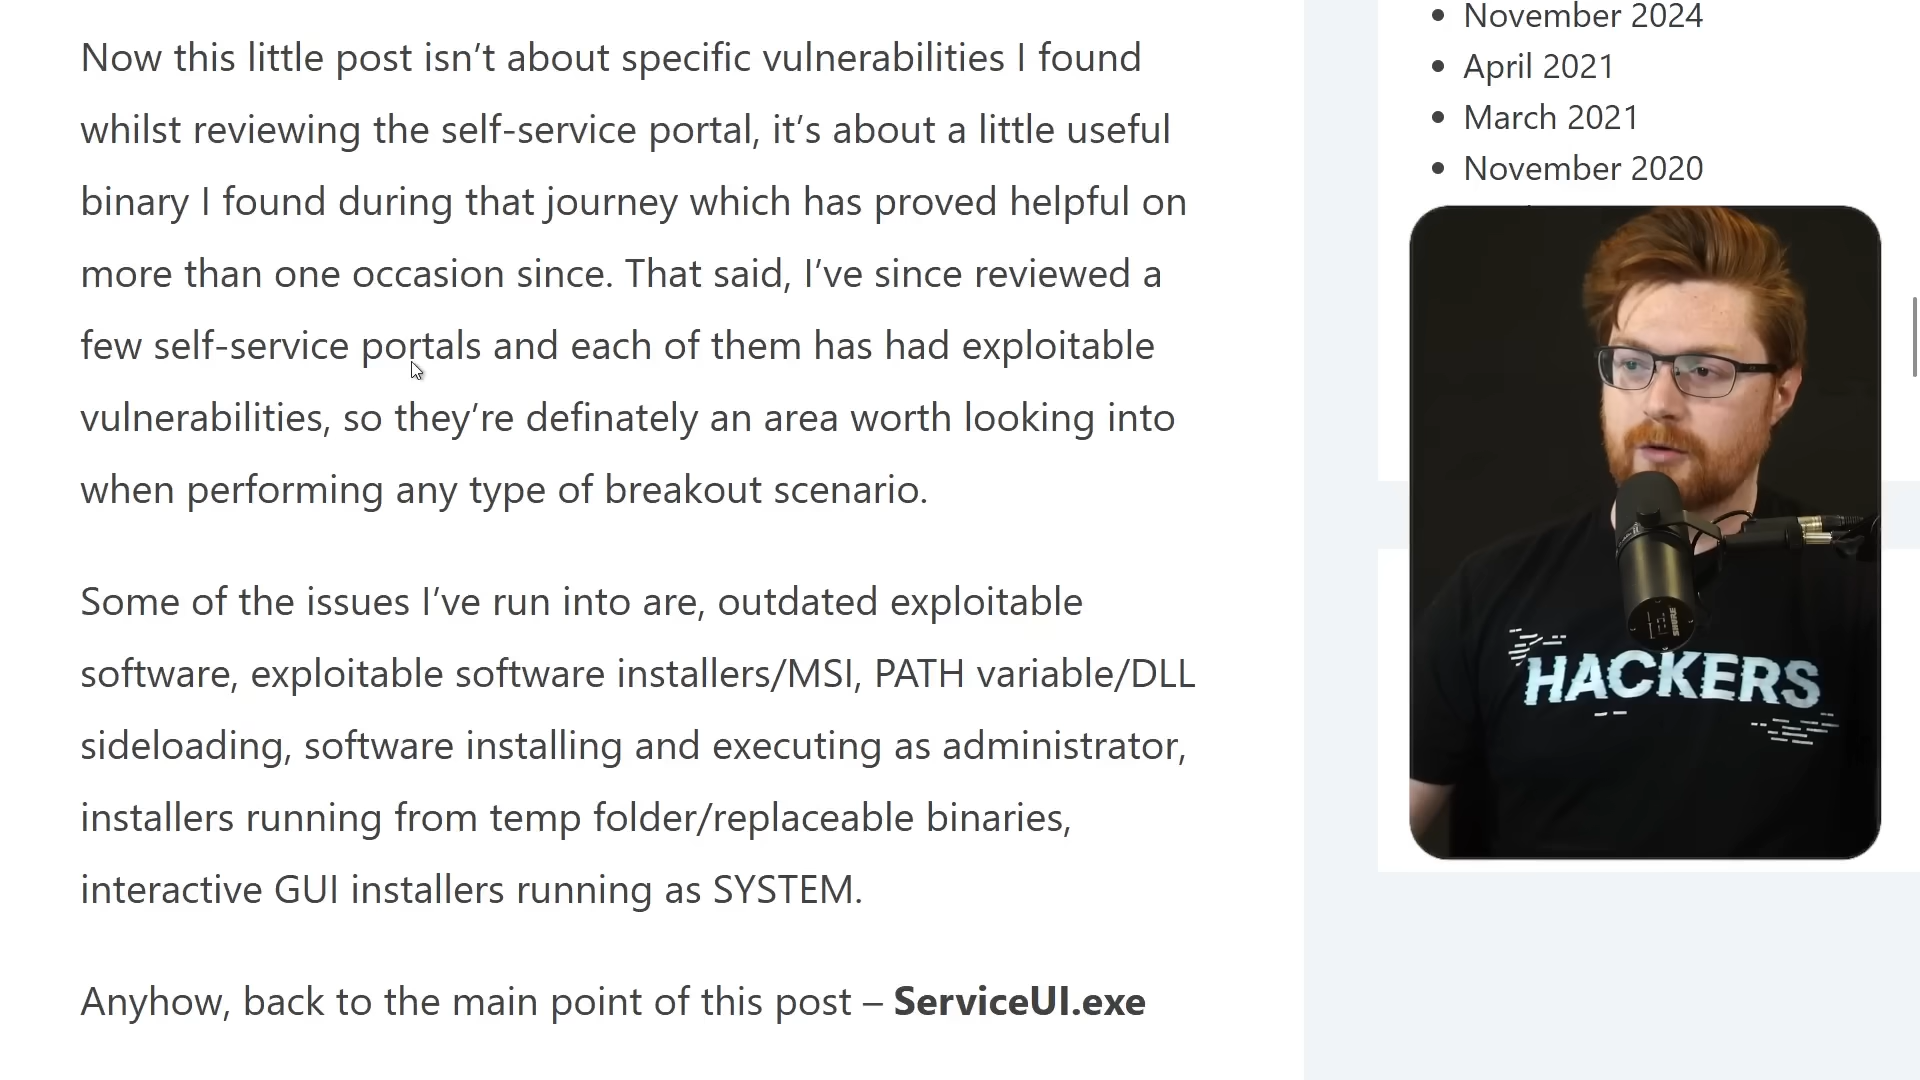 Now this little post isn’t about specific vulnerabilities I found
whilst reviewing the self-service portal, it’s about a little useful
binary I found during that journey which has proved helpful on
more than one occasion since. That said, I’ve since reviewed a
few self-service portals and each of them has had exploitable
vulnerabilities, so they’re definately an area worth looking into
when performing any type of breakout scenario.
Some of the issues I’ve run into are, outdated exploitable
software, exploitable software installers/MSI, PATH variable/DLL
sideloading, software installing and executing as administrator,
installers running from temp folder/replaceable binaries,
interactive GUI installers running as SYSTEM.
Anyhow, back to the main point of this post – ServiceUI.exe
November 2024
April 2021
March 2021
November 2020
SHURE
HACKERS